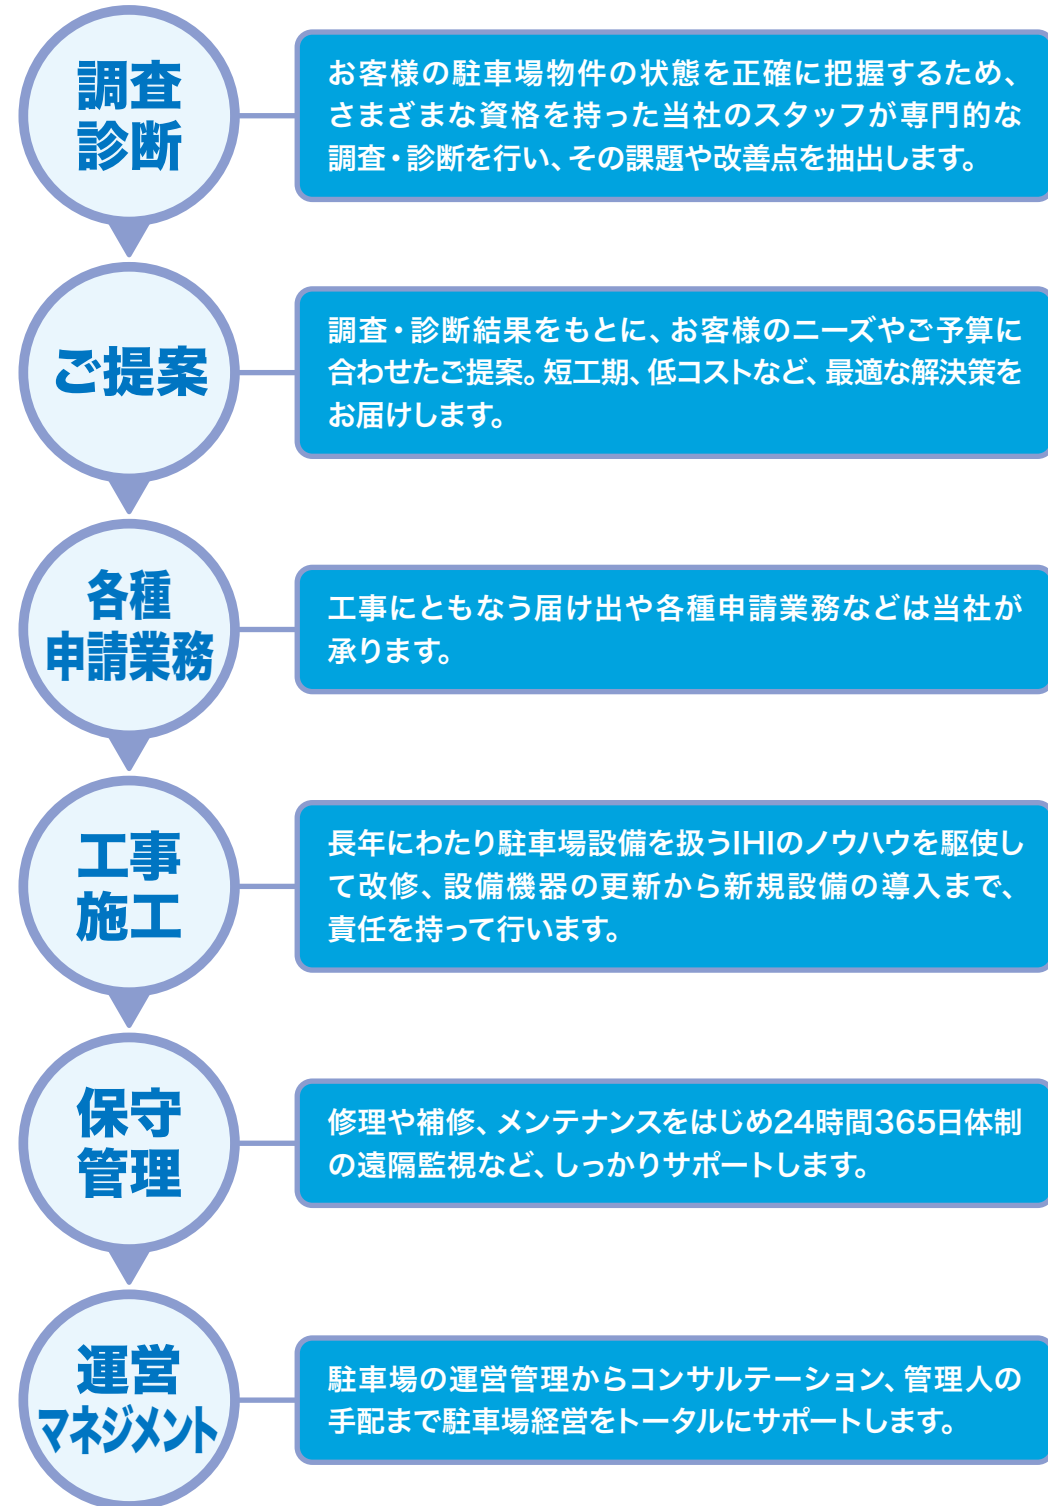 調査
診断
お客様の駐車場物件の状態を正確に把握するため、
さまざまな資格を持った当社のスタッフが専門的な
調査・診断を行い、その課題や改善点を抽出します。
ご提案
調査・診断結果をもとに、お客様のニーズやご予算に
合わせたご提案。短工期、低コストなど、最適な解決策を
お届けします。
各種
申請業務
工事にともなう届け出や各種申請業務などは当社が
承ります。
工事
施工
長年にわたり駐車場設備を扱うIHIのノウハウを駆使し
て改修、設備機器の更新から新規設備の導入まで、
責任を持って行います。
保守
管理
修理や補修、メンテナンスをはじめ24時間365日体制
の遠隔監視など、しっかりサポートします。
運営
マネジメント
駐車場の運営管理からコンサルテーション、管理人の
手配まで駐車場経営をトータルにサポートします。